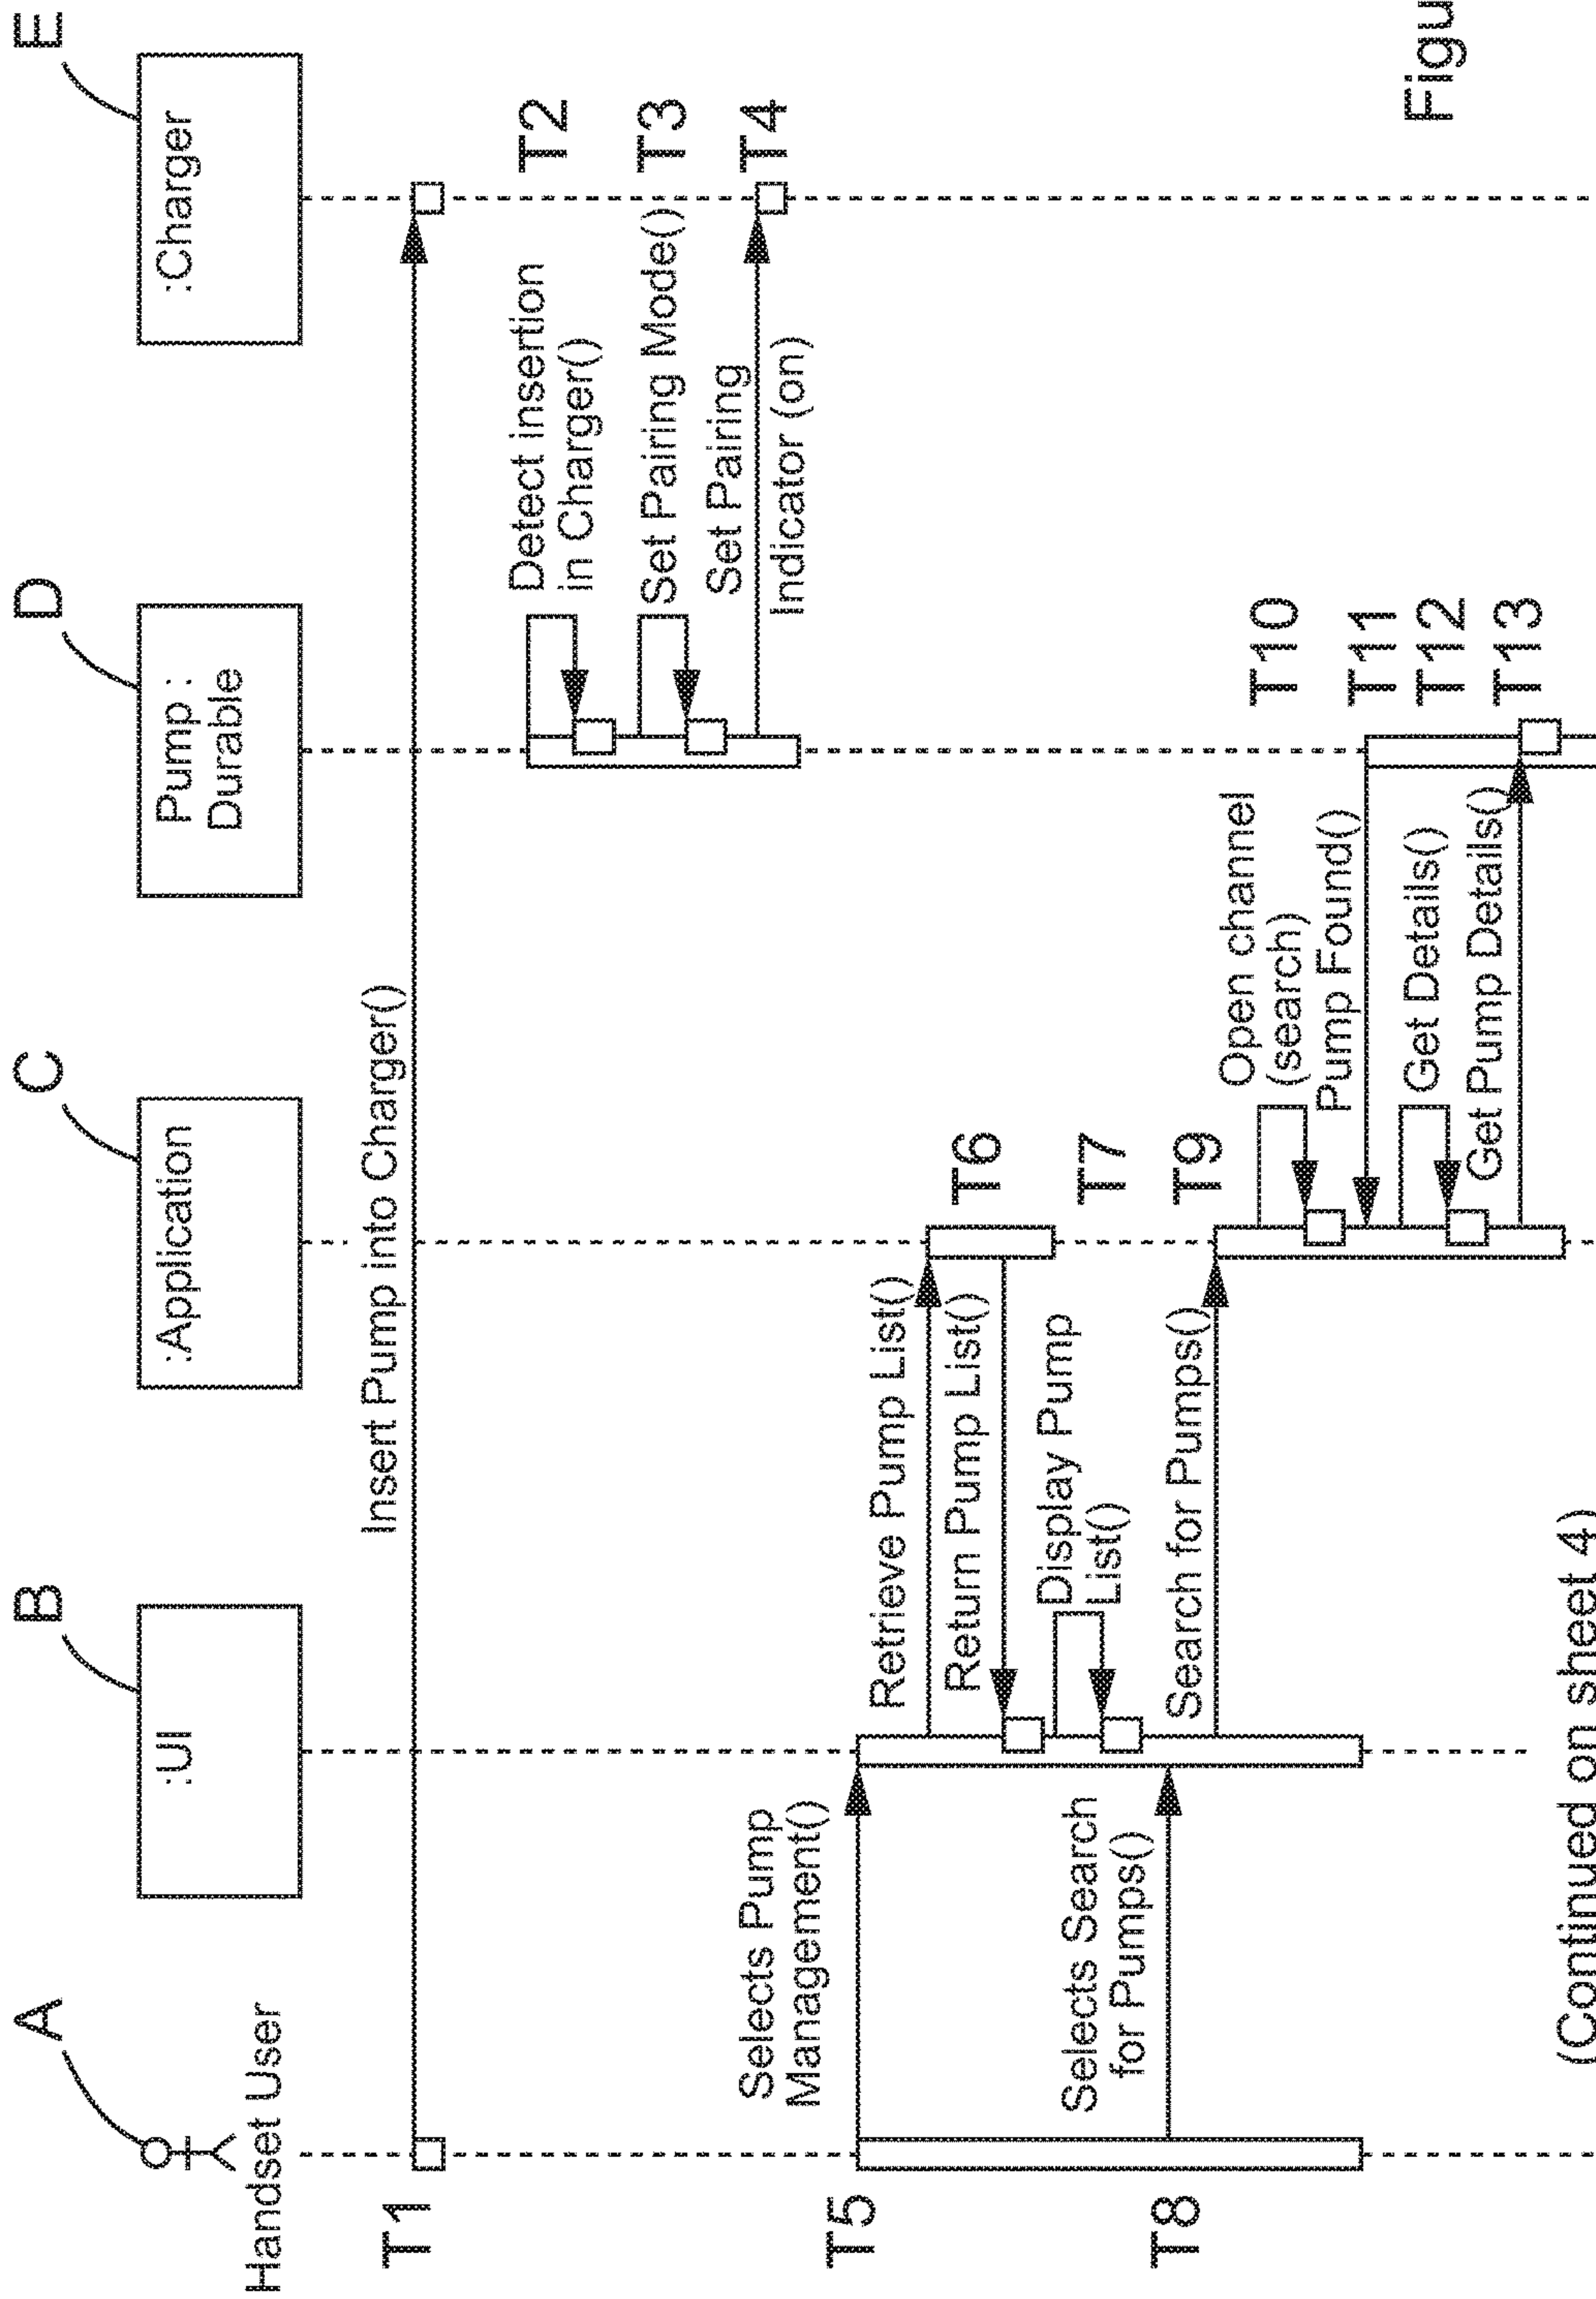 A
B
C
D
E
Handset User
:UI
:Application
Pump :
Durable
:Charger
T1
Insert Pump into Charger()
Detect insertion
in Charger()
T2
Set Pairing Mode()
T3
Set Pairing
Indicator (on)
T4
Selects Pump
Management()
T5
Retrieve Pump List()
Return Pump List()
T6
Display Pump
List()
T7
Selects Search
for Pumps()
T8
Search for Pumps()
T9
Open channel
(search)
T10
Pump Found()
T11
Get Details()
T12
Get Pump Details()
T13
(Continued on sheet 4)